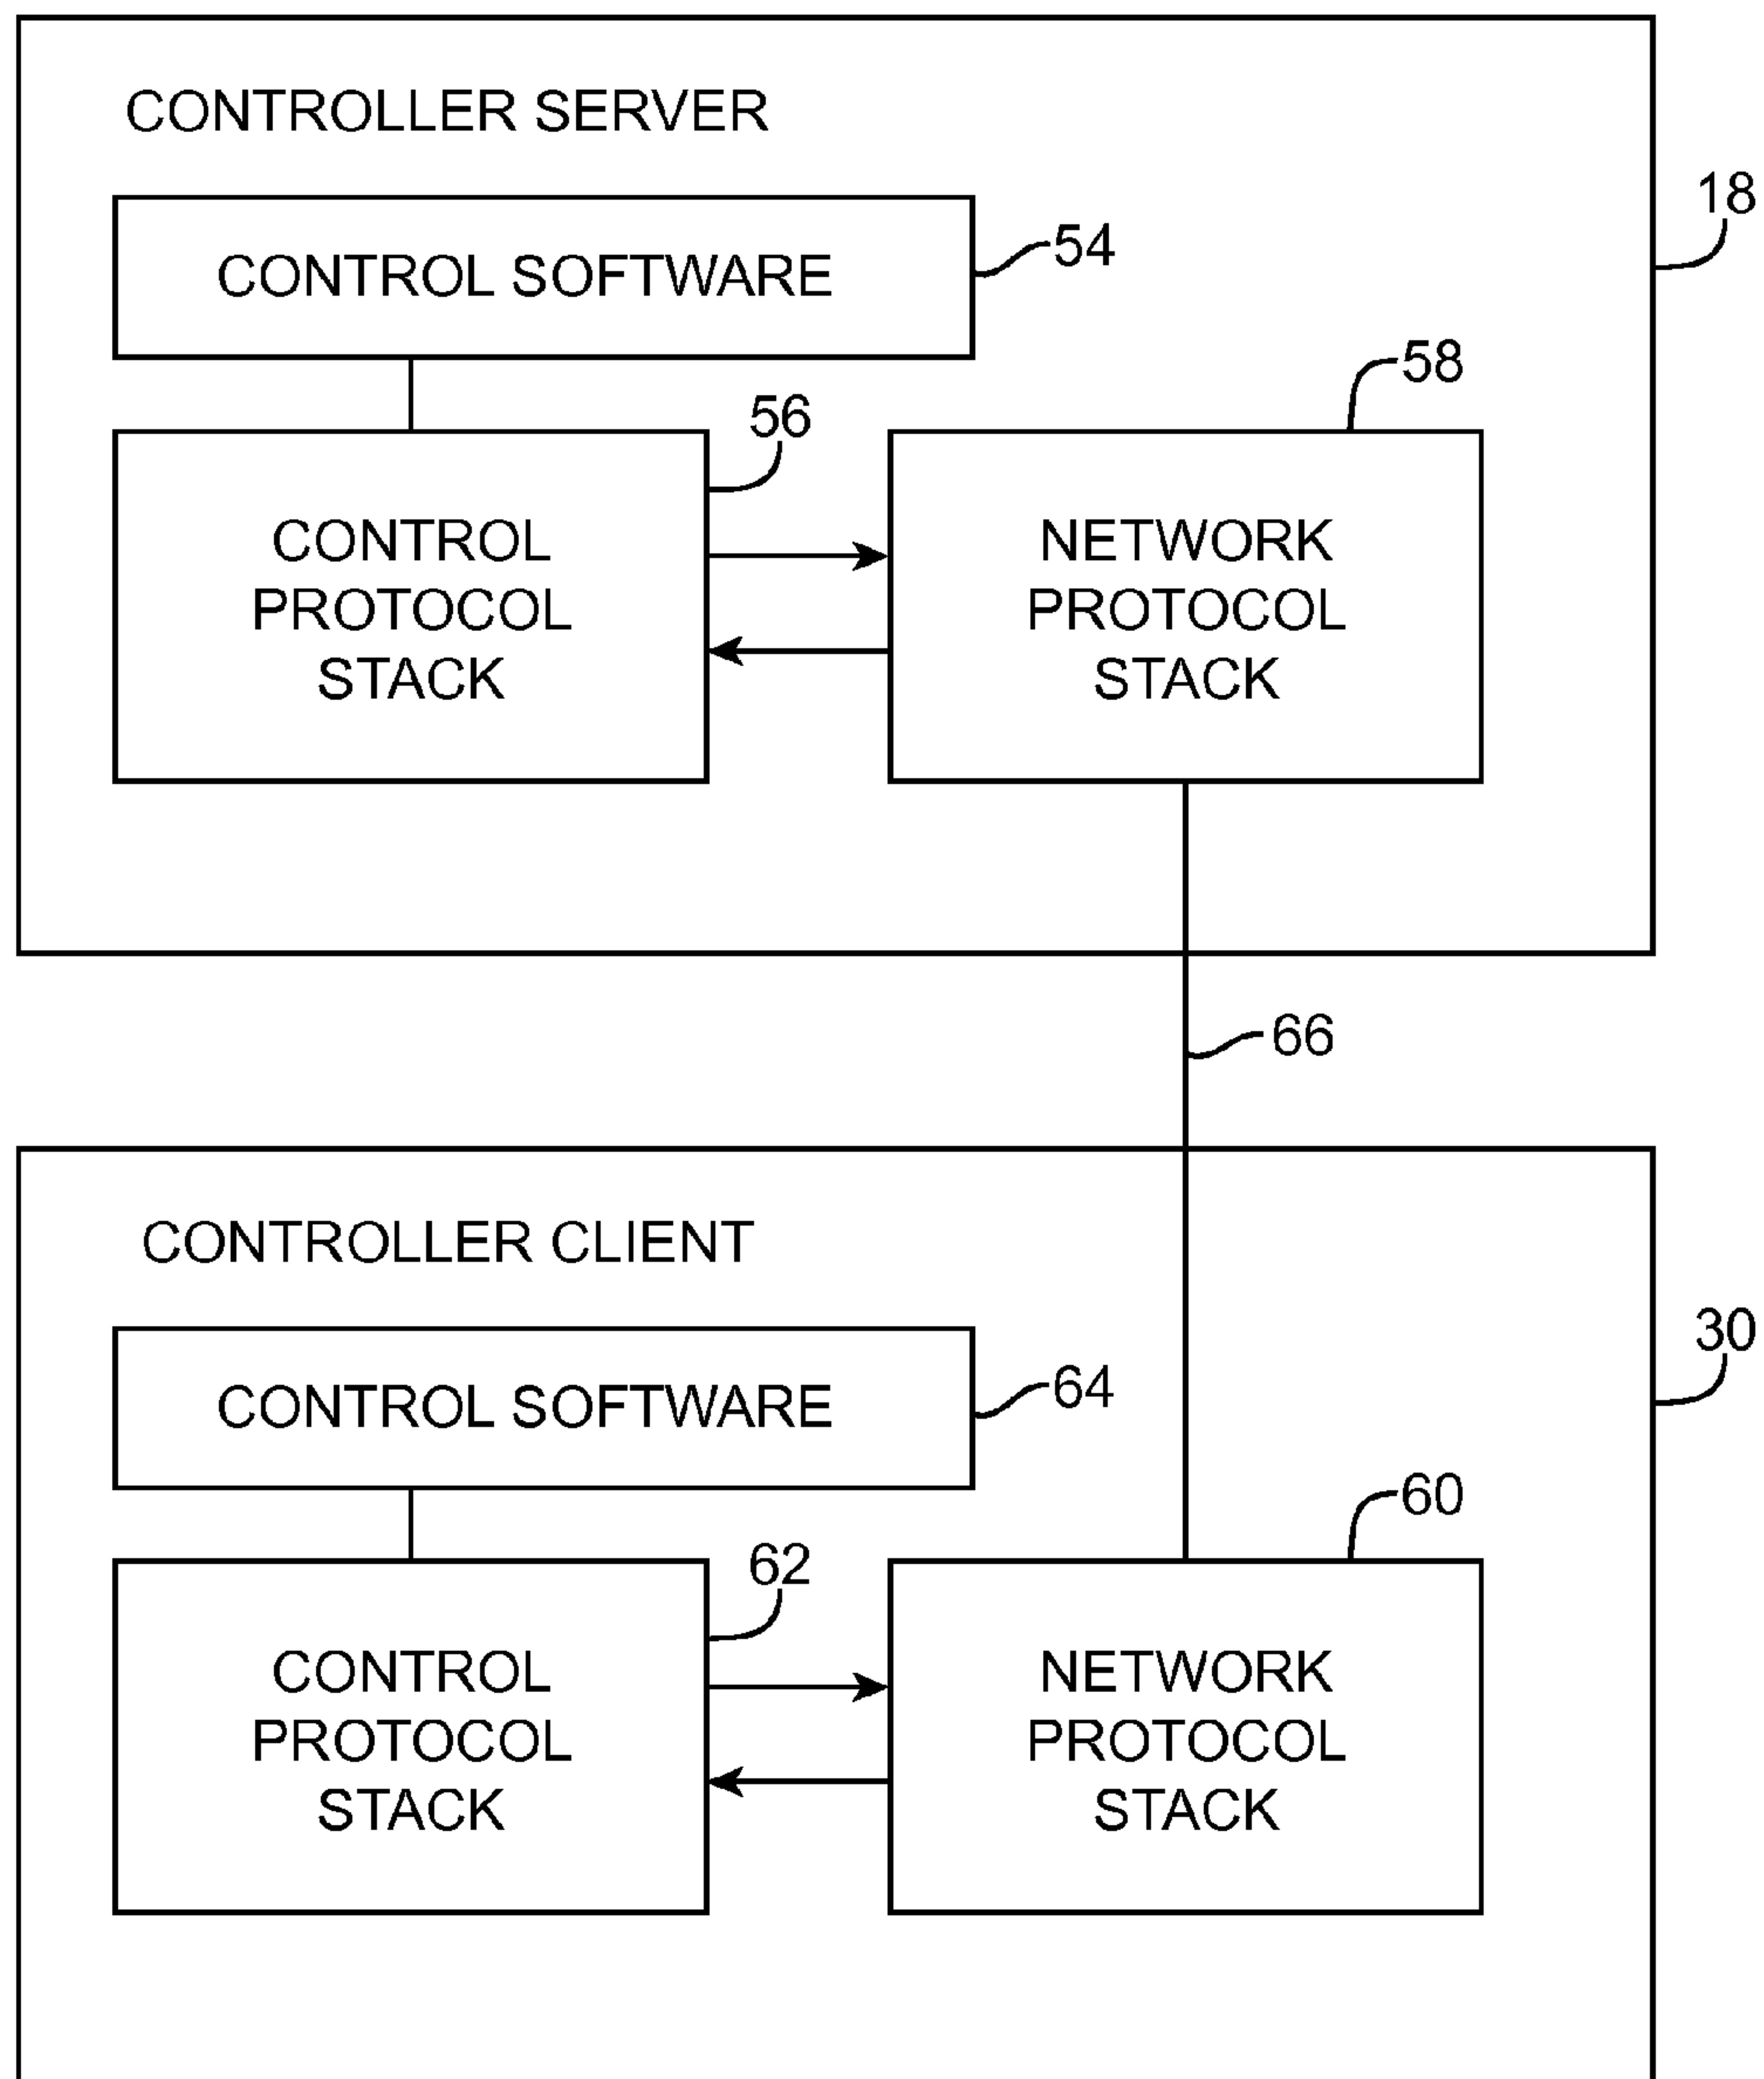 CONTROLLER SERVER
18
CONTROL SOFTWARE
54
58
56
CONTROL
PROTOCOL
STACK
NETWORK
PROTOCOL
STACK
66
CONTROLLER CLIENT
30
CONTROL SOFTWARE
64
60
62
CONTROL
PROTOCOL
STACK
NETWORK
PROTOCOL
STACK